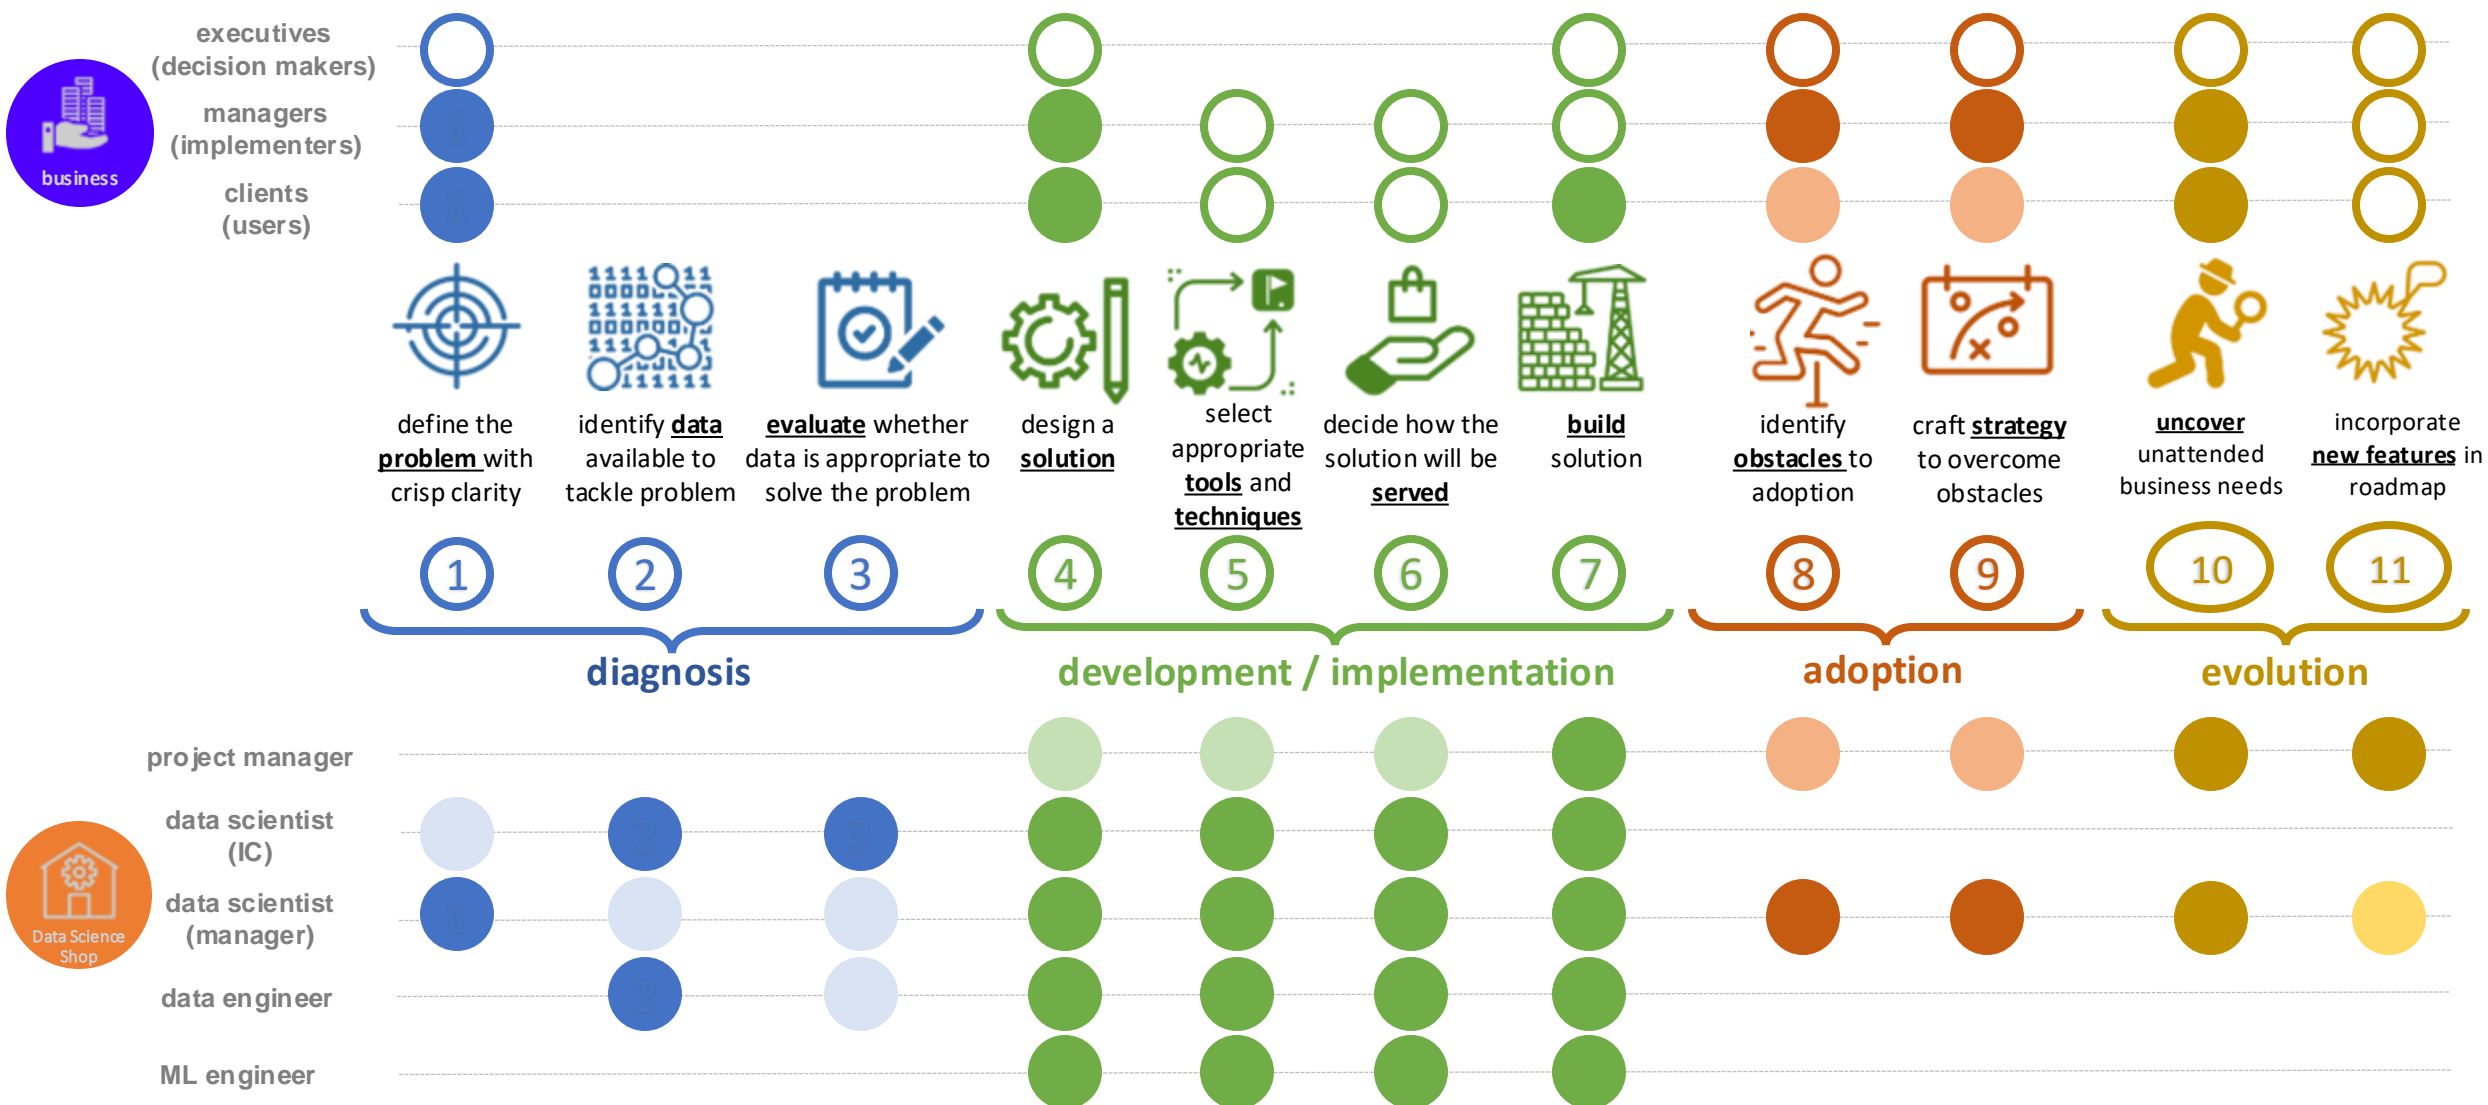 executives
(decision makers)
managers
(implementers)
clients
(users)
business
define the
problem with
crisp clarity
identify data
available to
tackle problem
evaluate whether
data is appropriate to
solve the problem
design a
solution
select
appropriate
tools and
techniques
decide how the
solution will be
served
build
solution
identify
obstacles to
adoption
craft strategy
to overcome
obstacles
uncover
unattended
business needs
incorporate
new features in
roadmap
1
2
3
4
5
6
7
8
9
10
11
diagnosis
development / implementation
adoption
evolution
project manager
data scientist
(IC)
data scientist
(manager)
data engineer
ML engineer
Data Science
Shop